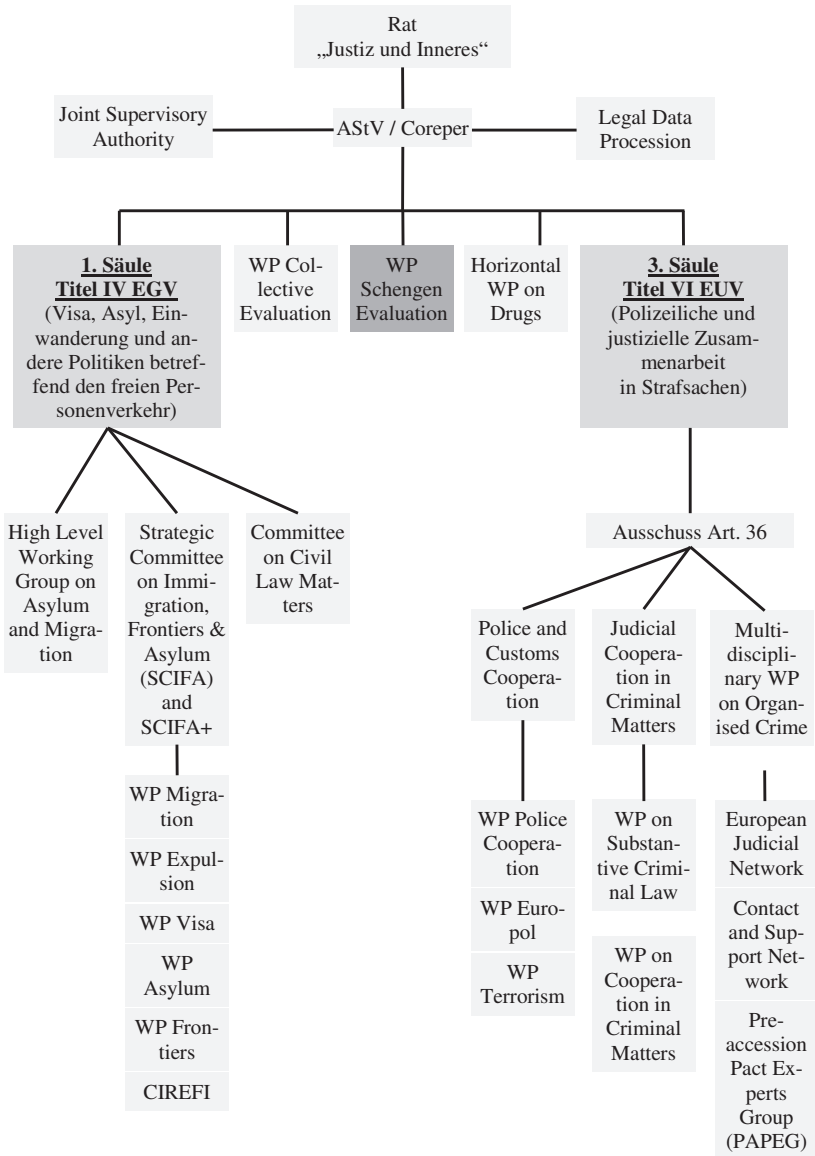 Rat
„Justiz und Inneres“
Joint Supervisory
Authority
AStV / Coreper
Legal Data
Procession
1. Säule
Titel IV EGV
(Visa, Asyl, Ein-
wanderung und an-
dere Politiken betref-
fend den freien Per-
sonenverkehr)
WP Col-
lective
Evaluation
WP
Schengen
Evaluation
Horizontal
WP on
Drugs
3. Säule
Titel VI EUV
(Polizeiliche und
justizielle Zusam-
menarbeit
in Strafsachen)
High Level
Working
Group on
Asylum
and Migra-
tion
Strategic
Committee
on Immi-
gration,
Frontiers &
Asylum
(SCIFA)
and
SCIFA+
Committee
on Civil
Law Mat-
ters
WP Migra-
tion
WP Expul-
sion
WP Visa
WP
Asylum
WP Fron-
tiers
CIREFI
Ausschuss Art. 36
Police and
Customs
Coopera-
tion
Judicial
Coopera-
tion in
Criminal
Matters
Multi-
discipli-
nary WP
on Organ-
ised Crime
WP Police
Coopera-
tion
WP Euro-
pol
WP
Terrorism
WP on
Substan-
tive Crimi-
nal Law
WP on
Coopera-
tion in
Criminal
Matters
European
Judicial
Network
Contact
and Sup-
port Net-
work
Pre-
accession
Pact Ex-
perts
Group
(PAPEG)